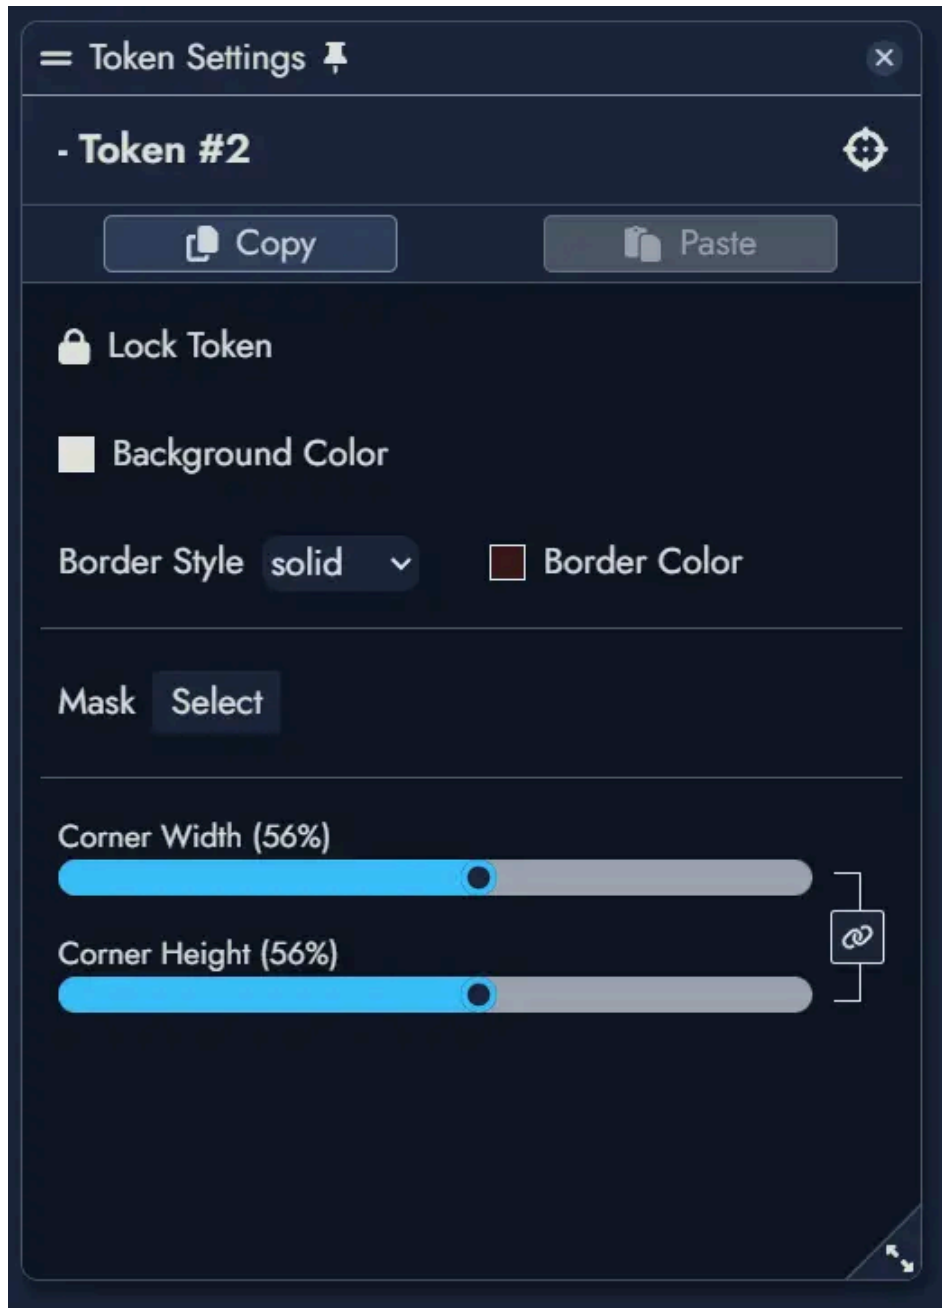 Token Settings
- Token #2
Copy
Paste
Lock Token
Background Color
Border Style solid
Border Color
Mask Select
Corner Width (56%)
Corner Height (56%)